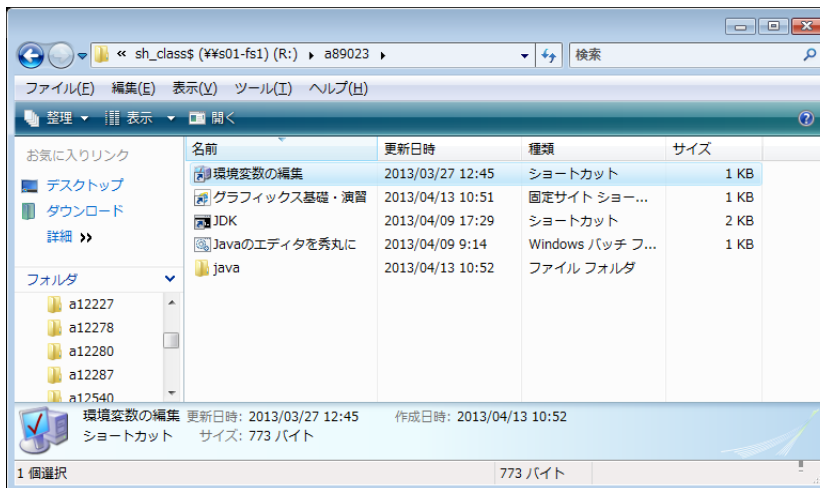 « sh_class$ (¥¥s01-fs1) (R:) ▸ a89023 ▸ 検索
ファイル(F) 編集(E) 表示(V) ツール(T) ヘルプ(H)
整理 表示 開く
お気に入りリンク
デスクトップ
ダウンロード
詳細 »
フォルダ
a12227
a12278
a12280
a12287
a12540
名前 更新日時 種類 サイズ
環境変数の編集 2013/03/27 12:45 ショートカット 1 KB
グラフィックス基礎・演習 2013/04/13 10:51 固定サイト ショー... 1 KB
JDK 2013/04/09 17:29 ショートカット 2 KB
Javaのエディタを秀丸に 2013/04/09 9:14 Windows バッチ フ... 1 KB
java 2013/04/13 10:52 ファイル フォルダ
環境変数の編集 更新日時: 2013/03/27 12:45 作成日時: 2013/04/13 10:52
ショートカット サイズ: 773 バイト
1 個選択 773 バイト